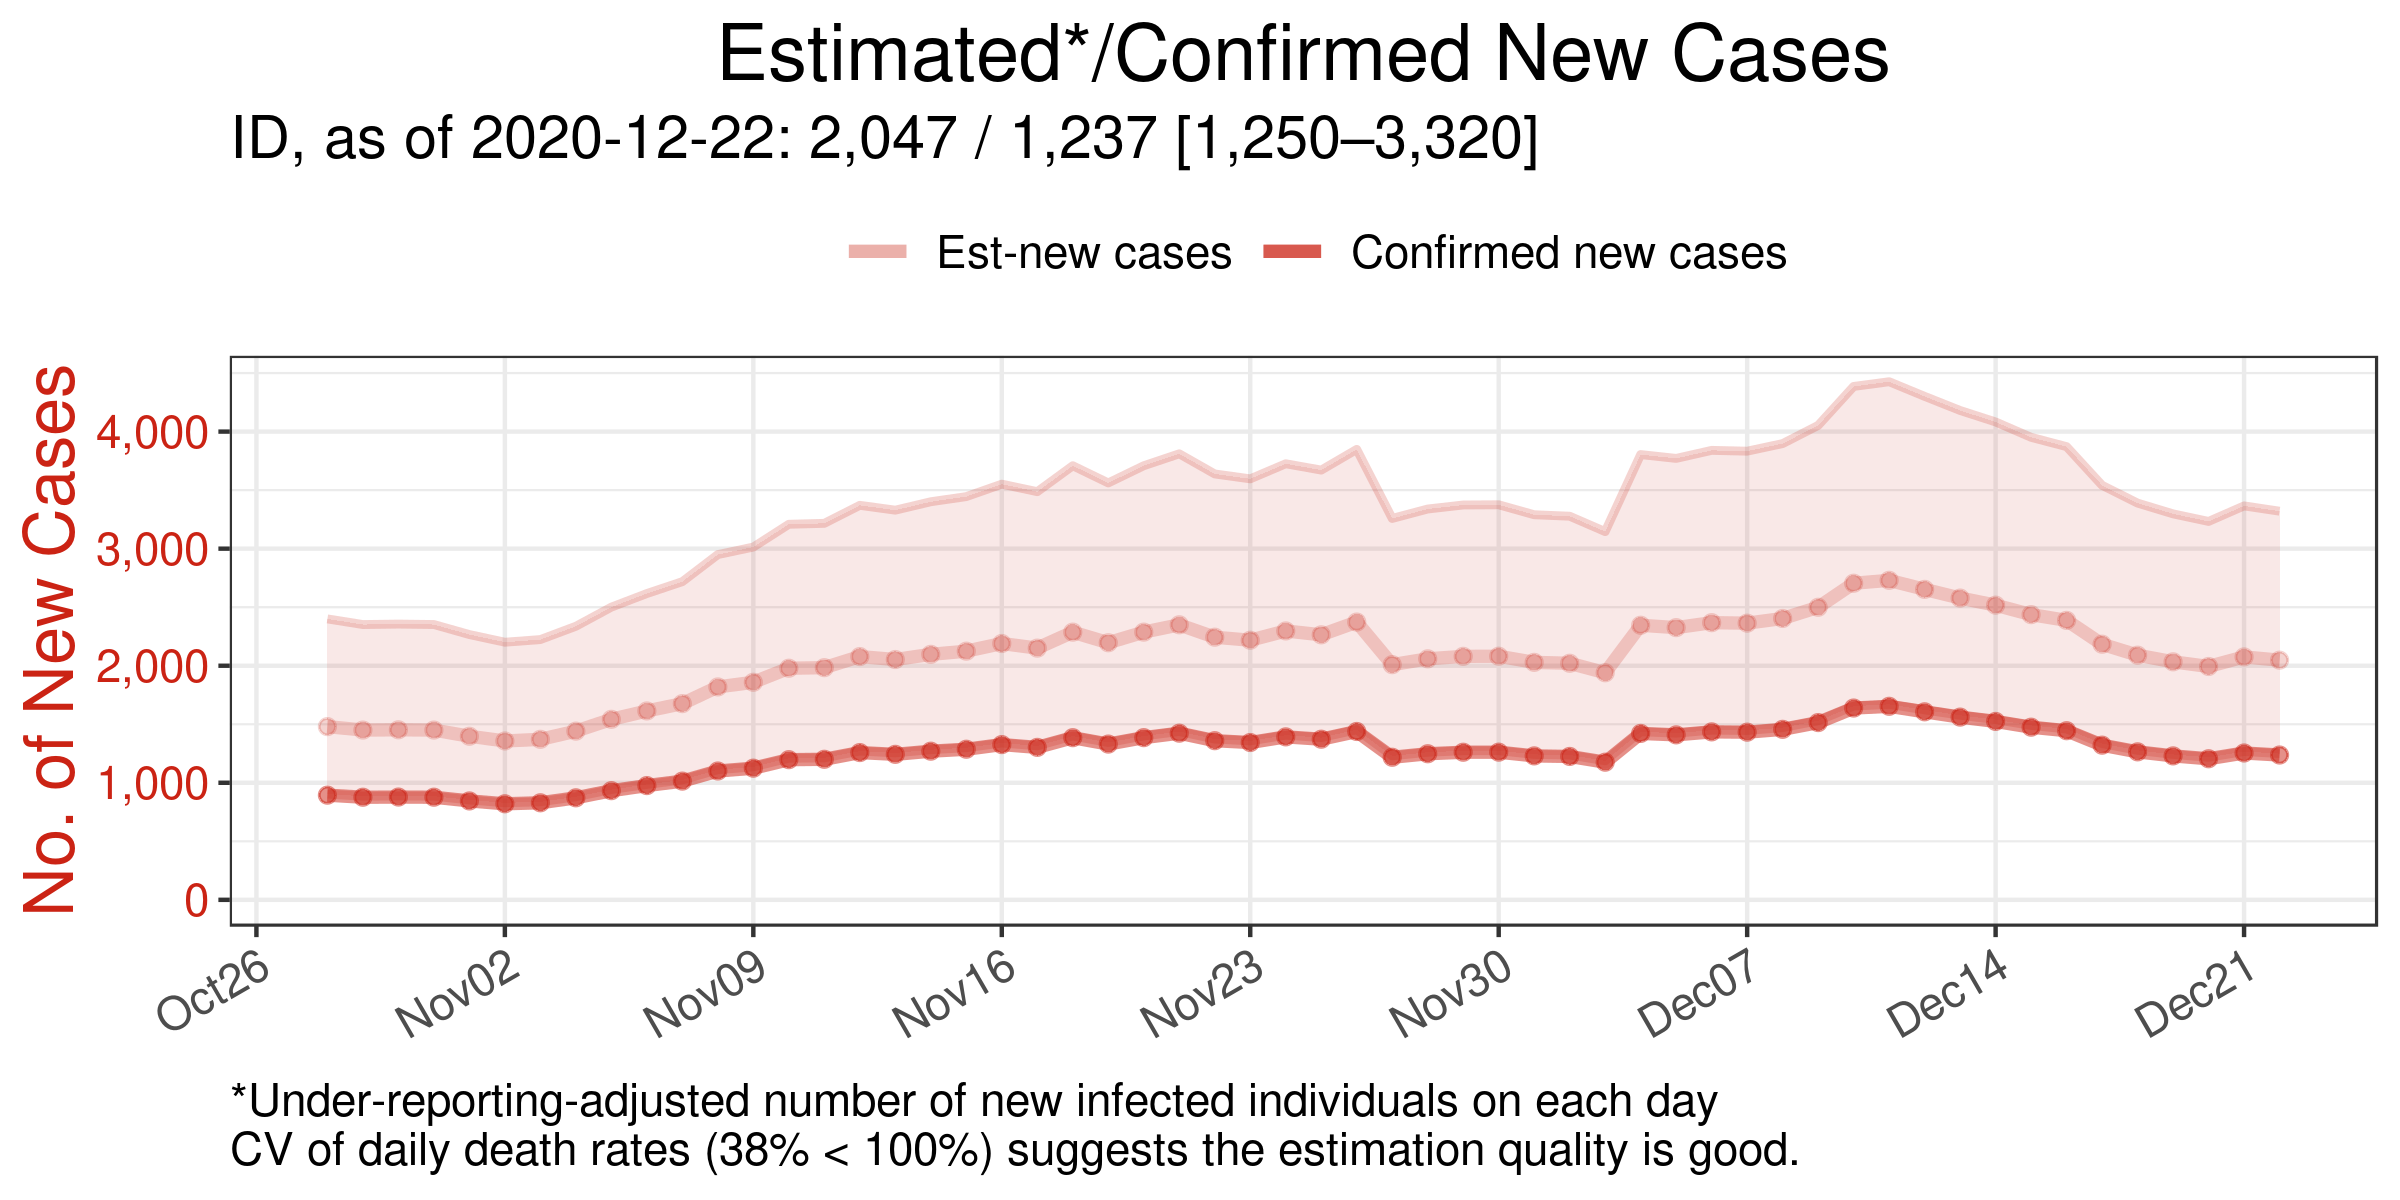 Estimated*/Confirmed New Cases
ID, as of 2020-12-22: 2,047 / 1,237 [1,250–3,320]
Est-new cases
Confirmed new cases
No. of New Cases
4,000
3,000
2,000
1,000
0
Oct26
Nov02
Nov09
Nov16
Nov23
Nov30
Dec07
Dec14
Dec21
*Under-reporting-adjusted number of new infected individuals on each day
CV of daily death rates (38% < 100%) suggests the estimation quality is good.